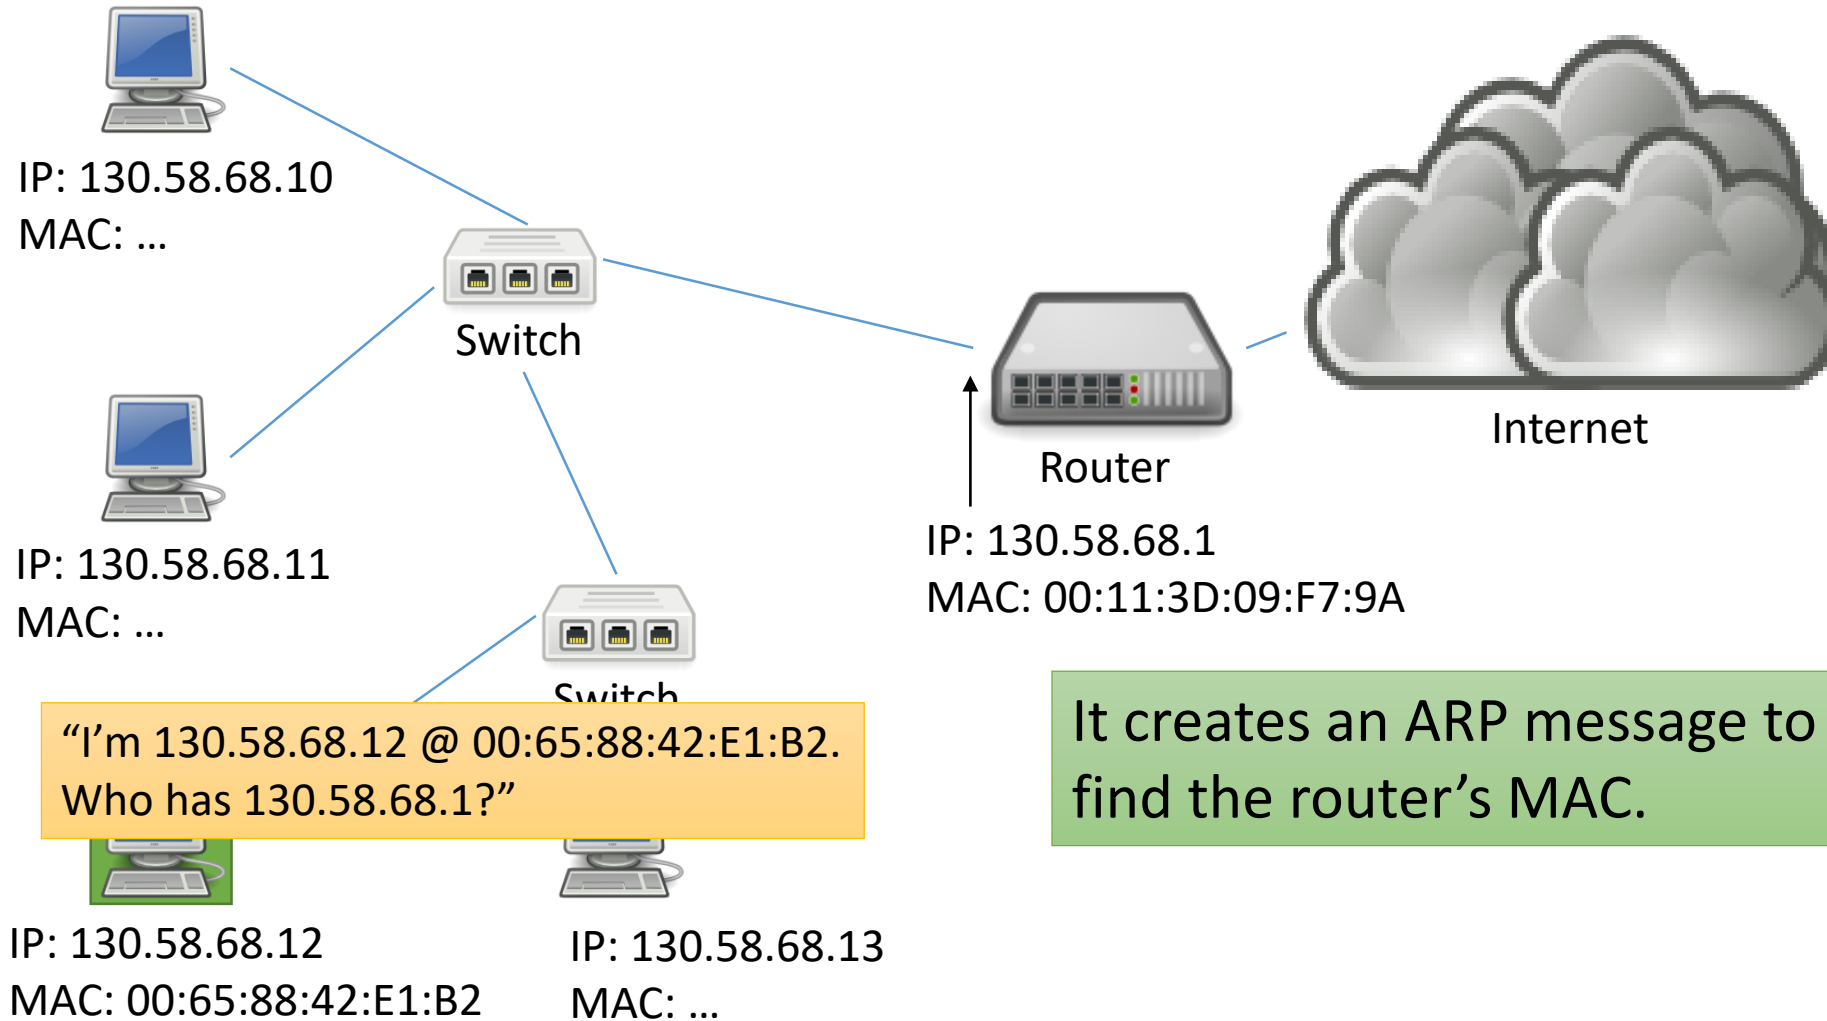 IP: 130.58.68.10
MAC: ...
Switch
Internet
Router
IP: 130.58.68.1
MAC: 00:11:3D:09:F7:9A
IP: 130.58.68.11
MAC: ...
Switch
“I’m 130.58.68.12 @ 00:65:88:42:E1:B2.
Who has 130.58.68.1?”
It creates an ARP message to
find the router’s MAC.
IP: 130.58.68.12
MAC: 00:65:88:42:E1:B2
IP: 130.58.68.13
MAC: ...